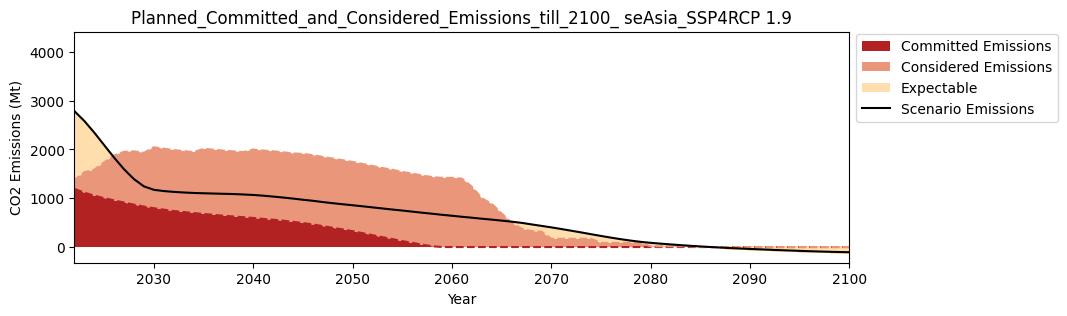 Planned_Committed_and_Considered_Emissions_till_2100_ seAsia_SSP4RCP 1.9
CO2 Emissions (Mt)
4000
3000
2000
1000
0
2030 2040 2050 2060 2070 2080 2090 2100
Year
Committed Emissions
Considered Emissions
Expectable
Scenario Emissions